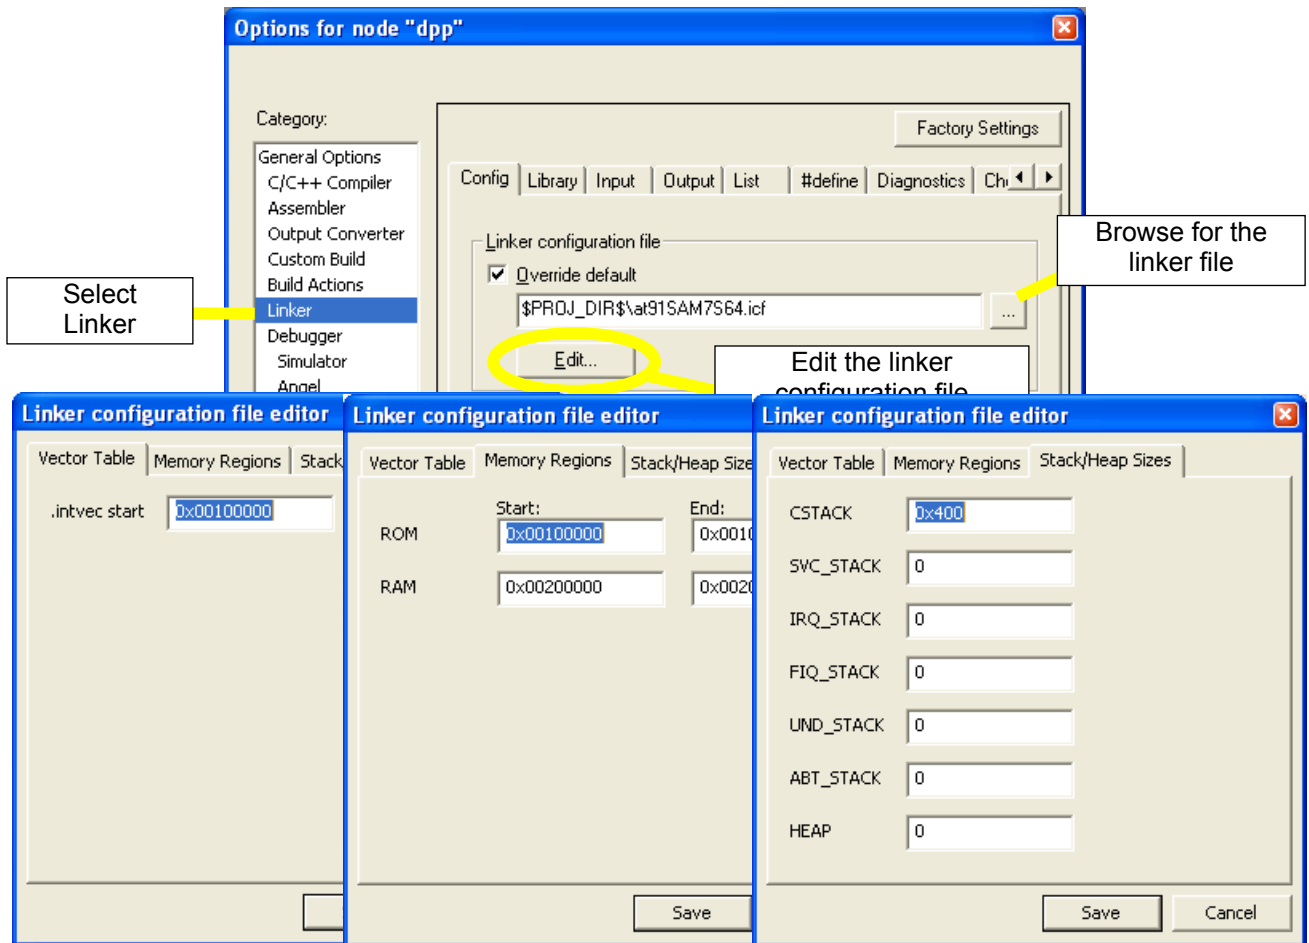 Options for node "dpp"
Category:
Factory Settings
General Options
C/C++ Compiler
Assembler
Output Converter
Custom Build
Build Actions
Linker
Debugger
Simulator
Angel
Config Library Input Output List #define Diagnostics
Linker configuration file
Override default
$PROJ_DIR$\at91SAM7S64.icf
...
Edit...
Select
Linker
Browse for the
linker file
Edit the linker
configuration file
Linker configuration file editor
Vector Table Memory Regions Stack
.intvec start 0x00100000
Linker configuration file editor
Vector Table Memory Regions Stack/Heap Size
Start: End:
ROM 0x00100000 0x0010
RAM 0x00200000 0x0020
Save
Linker configuration file editor
Vector Table Memory Regions Stack/Heap Sizes
CSTACK 0x400
SVC_STACK 0
IRQ_STACK 0
FIQ_STACK 0
UND_STACK 0
ABT_STACK 0
HEAP 0
Save Cancel